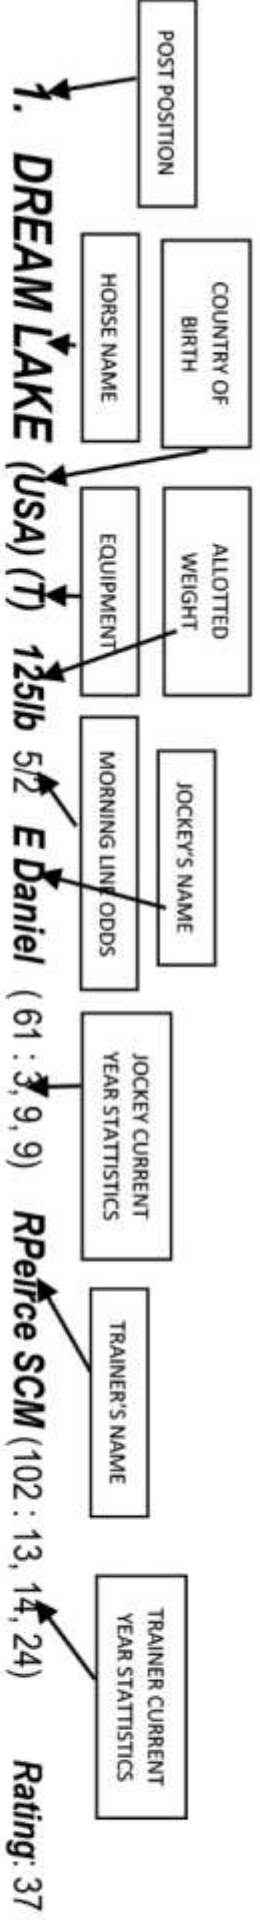 POST POSITION
COUNTRY OF
BIRTH
HORSE NAME
ALLOTTED
WEIGHT
EQUIPMENT
JOCKEY'S NAME
MORNING LINE ODDS
JOCKEY CURRENT
YEAR STATTISTICS
TRAINER'S NAME
TRAINER CURRENT
YEAR STATTISTICS
1. DREAM LAKE (USA) (T) 125lb 5/2 E Daniel ( 61 : 3, 9, 9) RPeirce SCM (102 : 13, 14, 24) Rating: 37